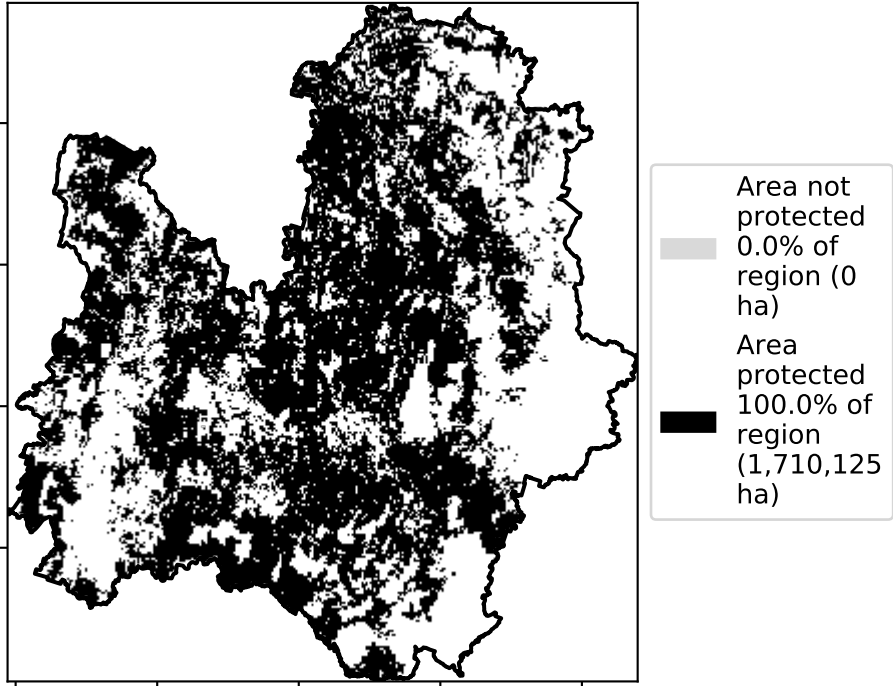 Area not
protected
0.0% of
region (0
ha)
Area
protected
100.0% of
region
(1,710,125
ha)